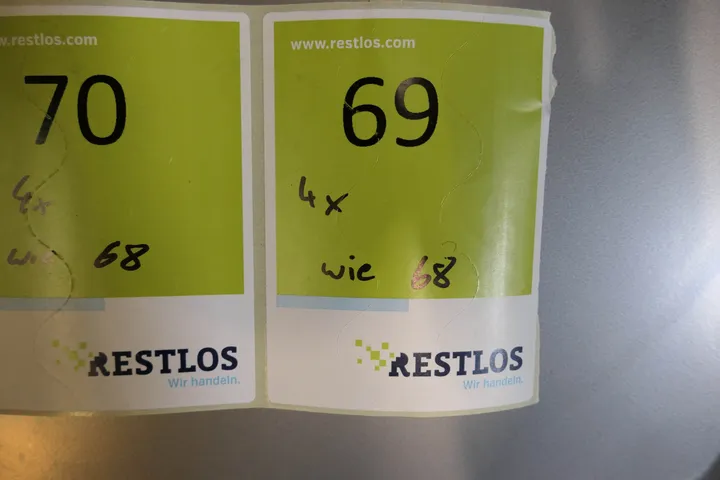 www.restlos.com
70
4x
wie 68
RESTLOS
Wir handeln.
www.restlos.com
69
4x
wie 68
RESTLOS
Wir handeln.